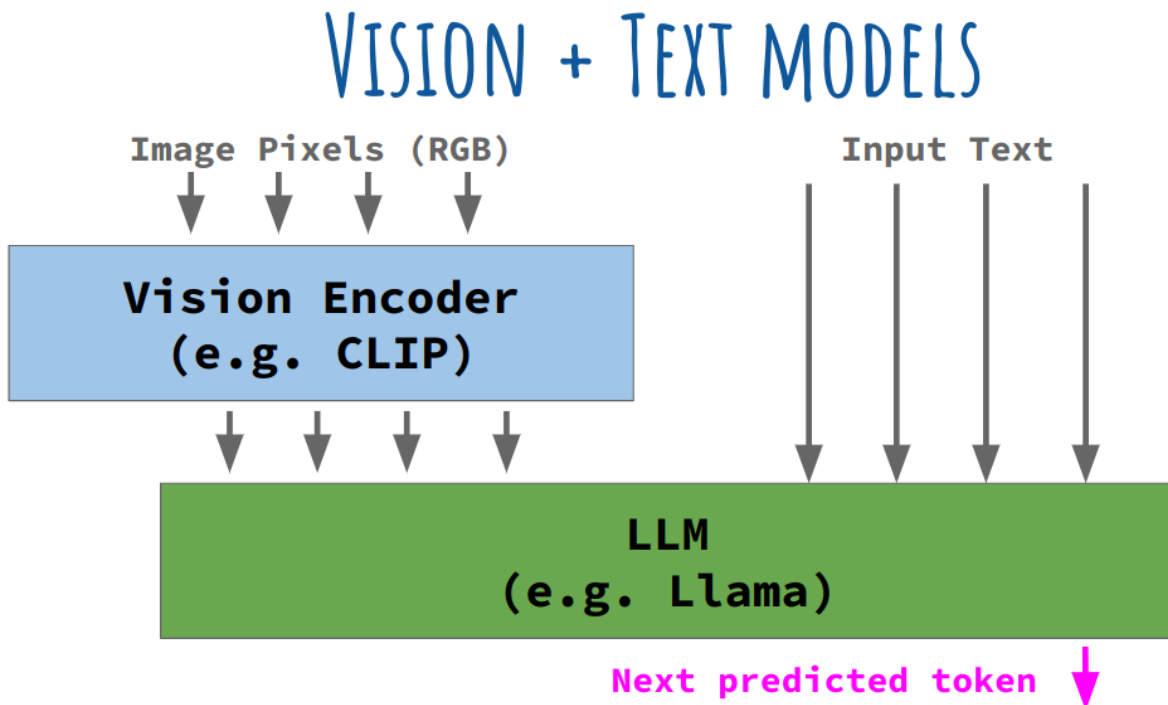 VISION + TEXT MODELS
Image Pixels (RGB)
Input Text
Vision Encoder
(e.g. CLIP)
LLM
(e.g. Llama)
Next predicted token